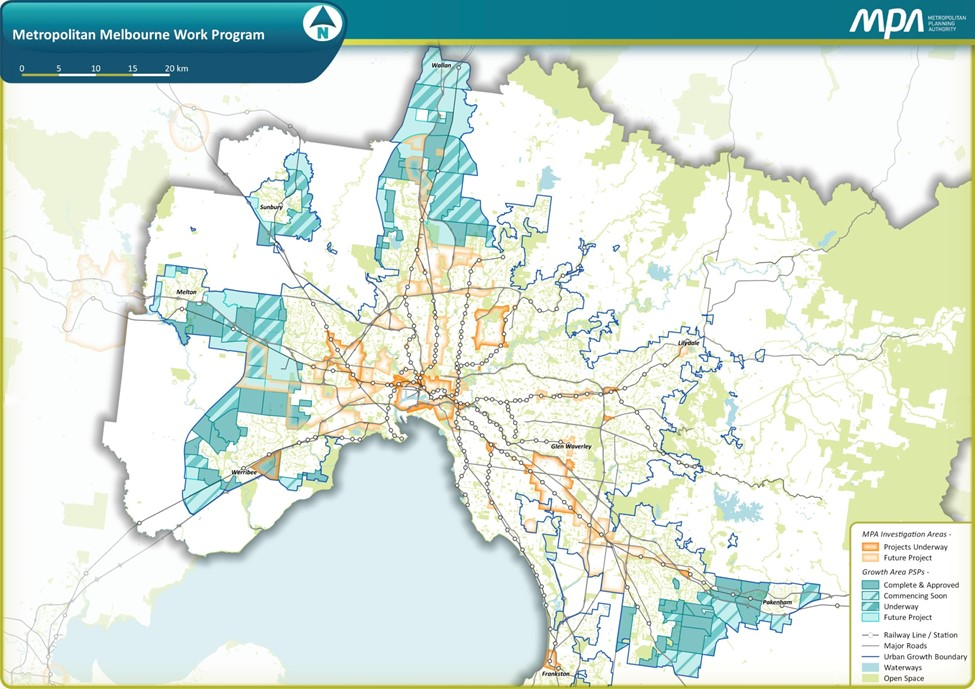 Metropolitan Melbourne Work Program
N
0 5 10 15 20 km
MPA
METROPOLITAN
PLANNING
AUTHORITY
Wallan
Sunbury
Melton
Lilydale
Glen Waverley
Werribee
Pakenham
Frankston
MPA Investigation Areas -
Projects Underway
Future Project
Growth Area PSPs -
Complete & Approved
Commencing Soon
Underway
Future Project
Railway Line / Station
Major Roads
Urban Growth Boundary
Waterways
Open Space